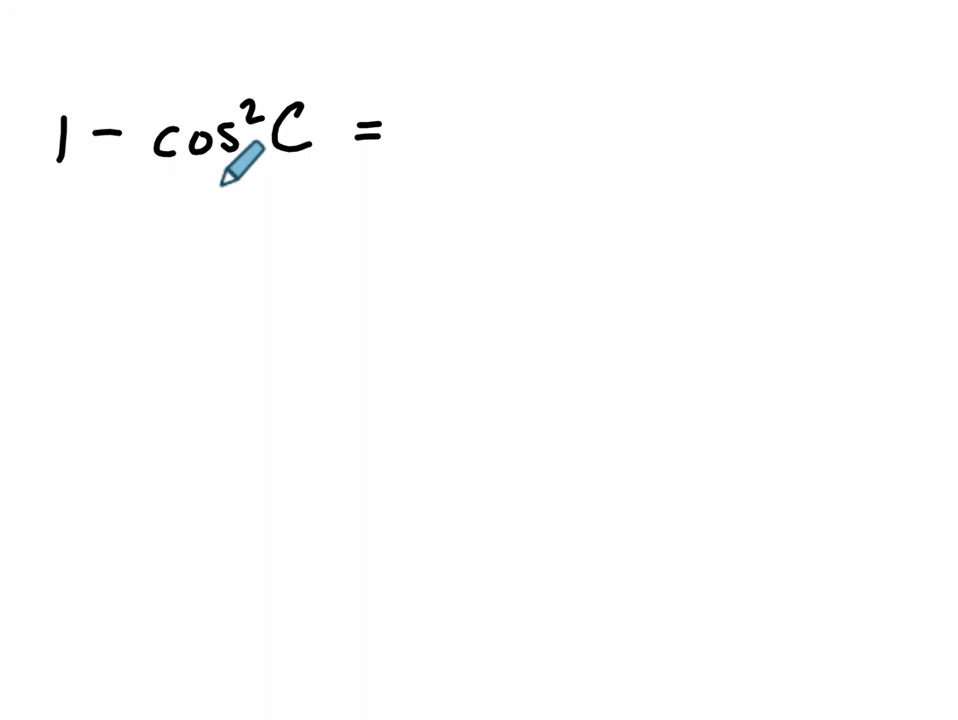 1 - cos²C =